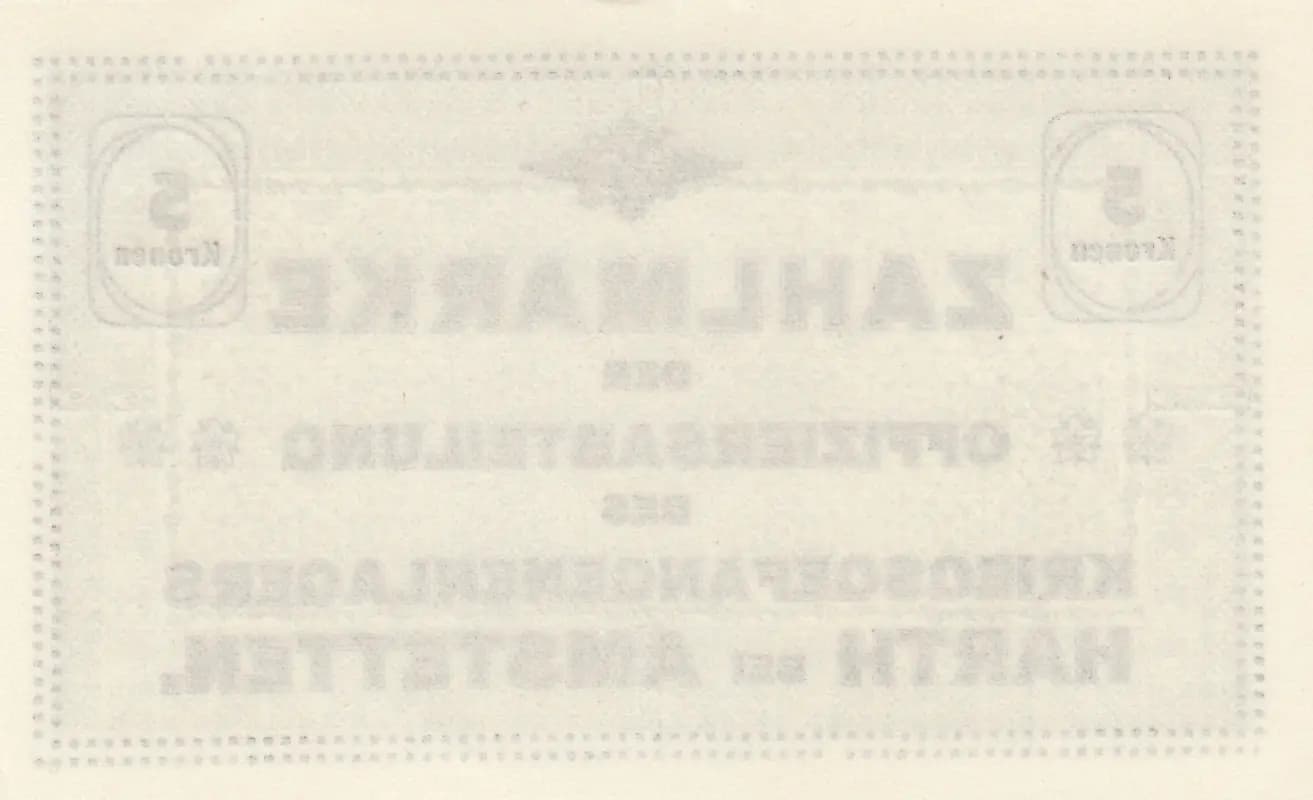 5 Kronen
5 Kronen
ZAHLMARKE
DER
OFFIZIERSABTEILUNG
DES
KRIEGSGEFANGENENLAGERS
HARTH BEI AMSTETTEN.